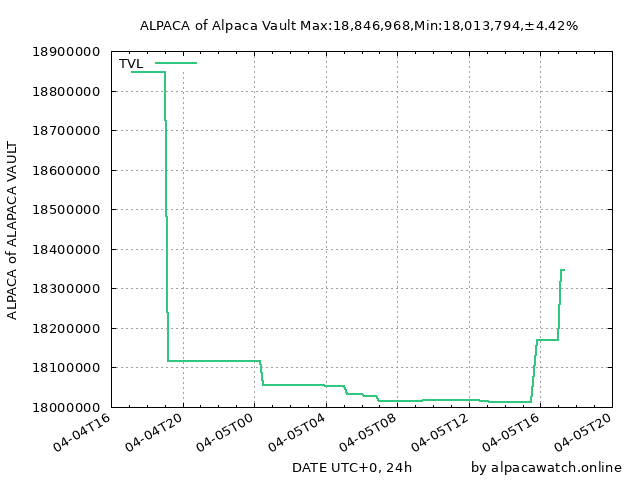 ALPACA of Alpaca Vault Max:18,846,968,Min:18,013,794,±4.42%
TVL
18900000
18800000
18700000
18600000
18500000
18400000
18300000
18200000
18100000
18000000
ALPACA of ALAPACA VAULT
04-04T16
04-04T20
04-05T00
04-05T04
04-05T08
04-05T12
04-05T16
04-05T20
DATE UTC+0, 24h
by alpacawatch.online